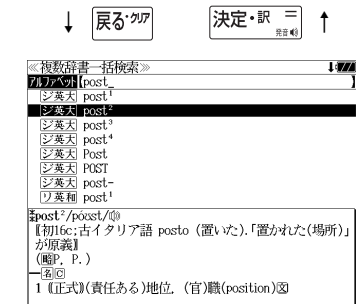 ↓ 戻る・クリア 決定・訳 = 発音 ↑
≪複数辞書一括検索≫
アルファベット【post_ 】
ジ英大 post¹
ジ英大 post²
ジ英大 post³
ジ英大 post⁴
ジ英大 Post
ジ英大 POST
ジ英大 post-
リ英和 post¹
post²/póust/
〖初16c;古イタリア語 posto (置いた).「置かれた(場所)」
が原義〗
(略P, P.)
―名C
1 ⦅正式⦆(責任ある)地位, (官)職(position)図